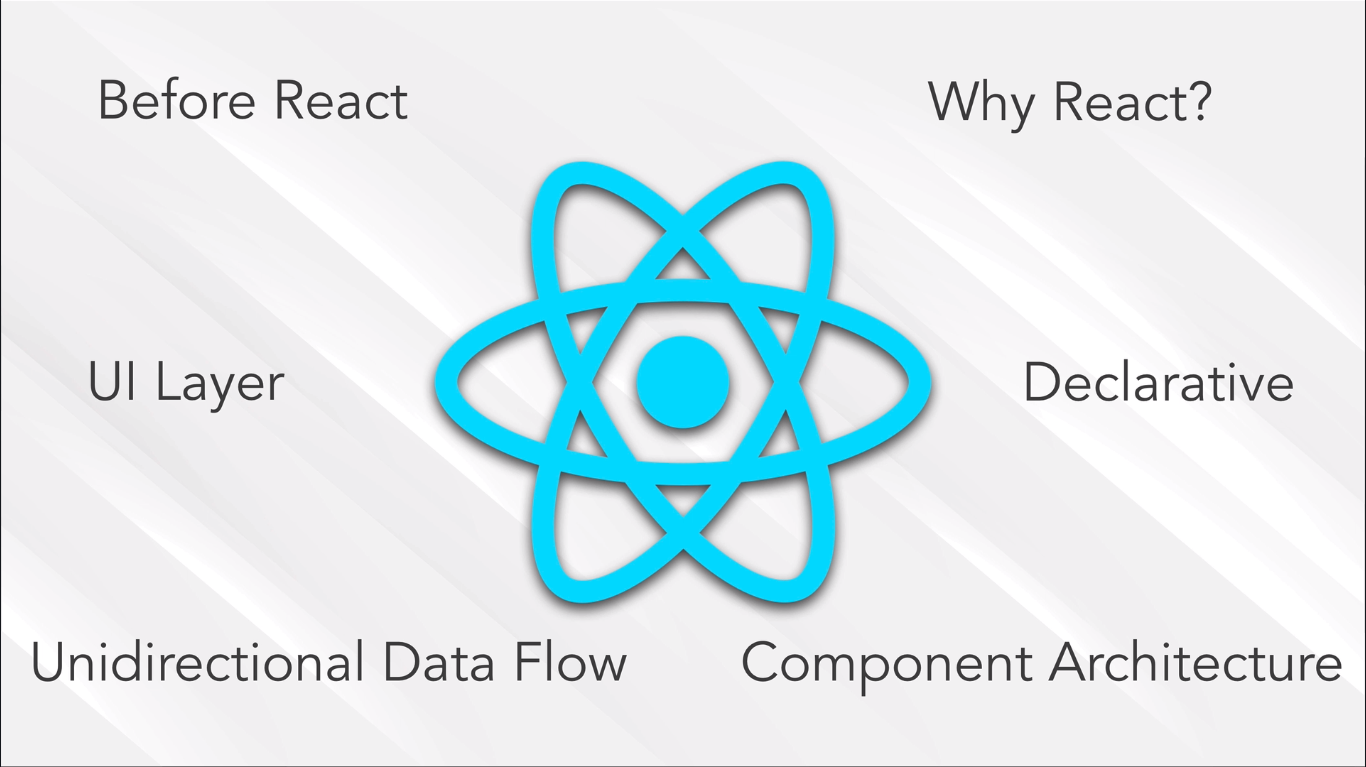 Before React
Why React?
UI Layer
Declarative
Unidirectional Data Flow
Component Architecture